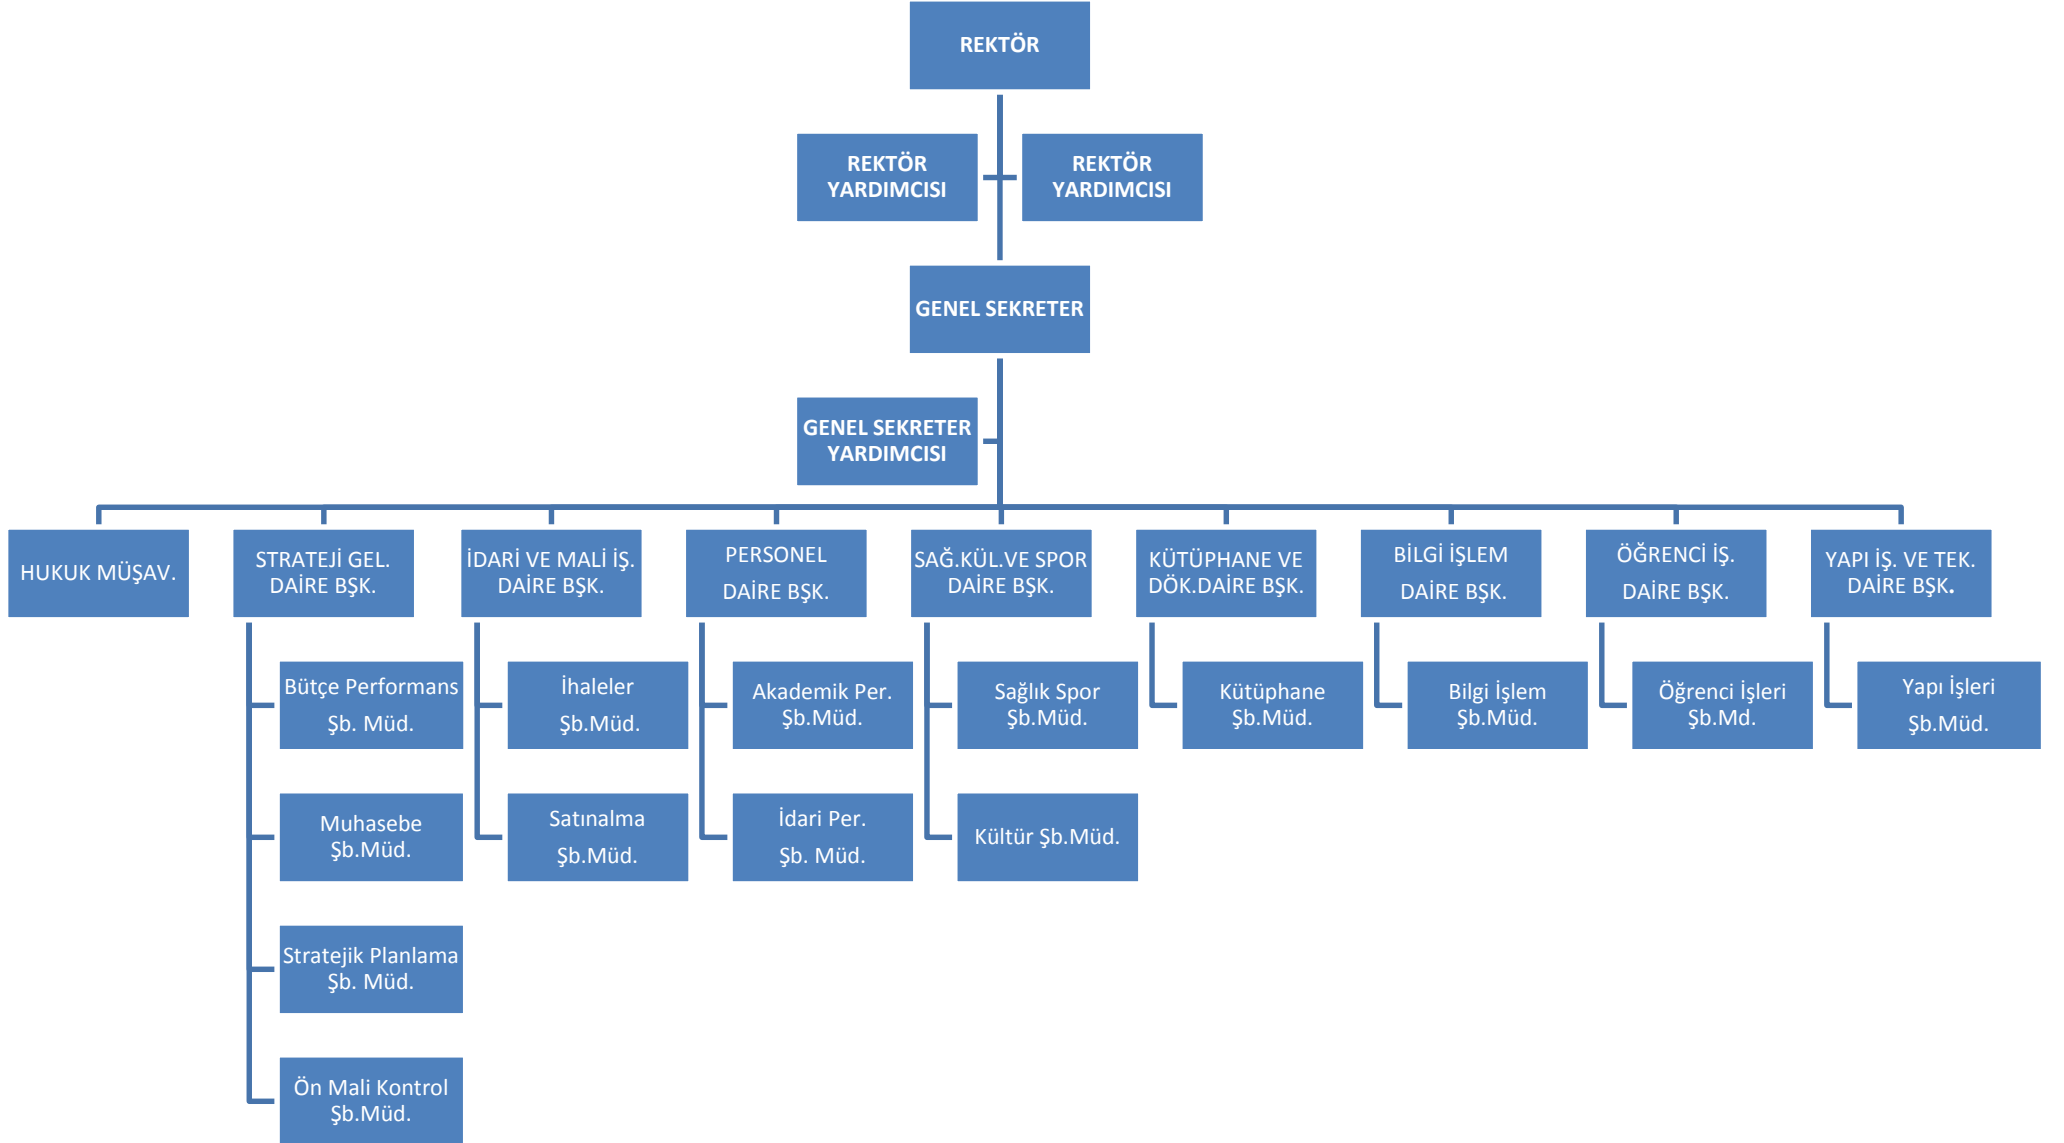 REKTÖR
REKTÖR
YARDIMCISI
REKTÖR
YARDIMCISI
GENEL SEKRETER
GENEL SEKRETER
YARDIMCISI
HUKUK MÜŞAV.
STRATEJİ GEL.
DAİRE BŞK.
İDARİ VE MALİ İŞ.
DAİRE BŞK.
PERSONEL
DAİRE BŞK.
SAĞ.KÜL.VE SPOR
DAİRE BŞK.
KÜTÜPHANE VE
DÖK.DAİRE BŞK.
BİLGİ İŞLEM
DAİRE BŞK.
ÖĞRENCİ İŞ.
DAİRE BŞK.
YAPI İŞ. VE TEK.
DAİRE BŞK.
Bütçe Performans
Şb. Müd.
İhaleler
Şb.Müd.
Akademik Per.
Şb.Müd.
Sağlık Spor
Şb.Müd.
Kütüphane
Şb.Müd.
Bilgi İşlem
Şb.Müd.
Öğrenci İşleri
Şb.Md.
Yapı İşleri
Şb.Müd.
Muhasebe
Şb.Müd.
Satınalma
Şb.Müd.
İdari Per.
Şb. Müd.
Kültür Şb.Müd.
Stratejik Planlama
Şb. Müd.
Ön Mali Kontrol
Şb.Müd.